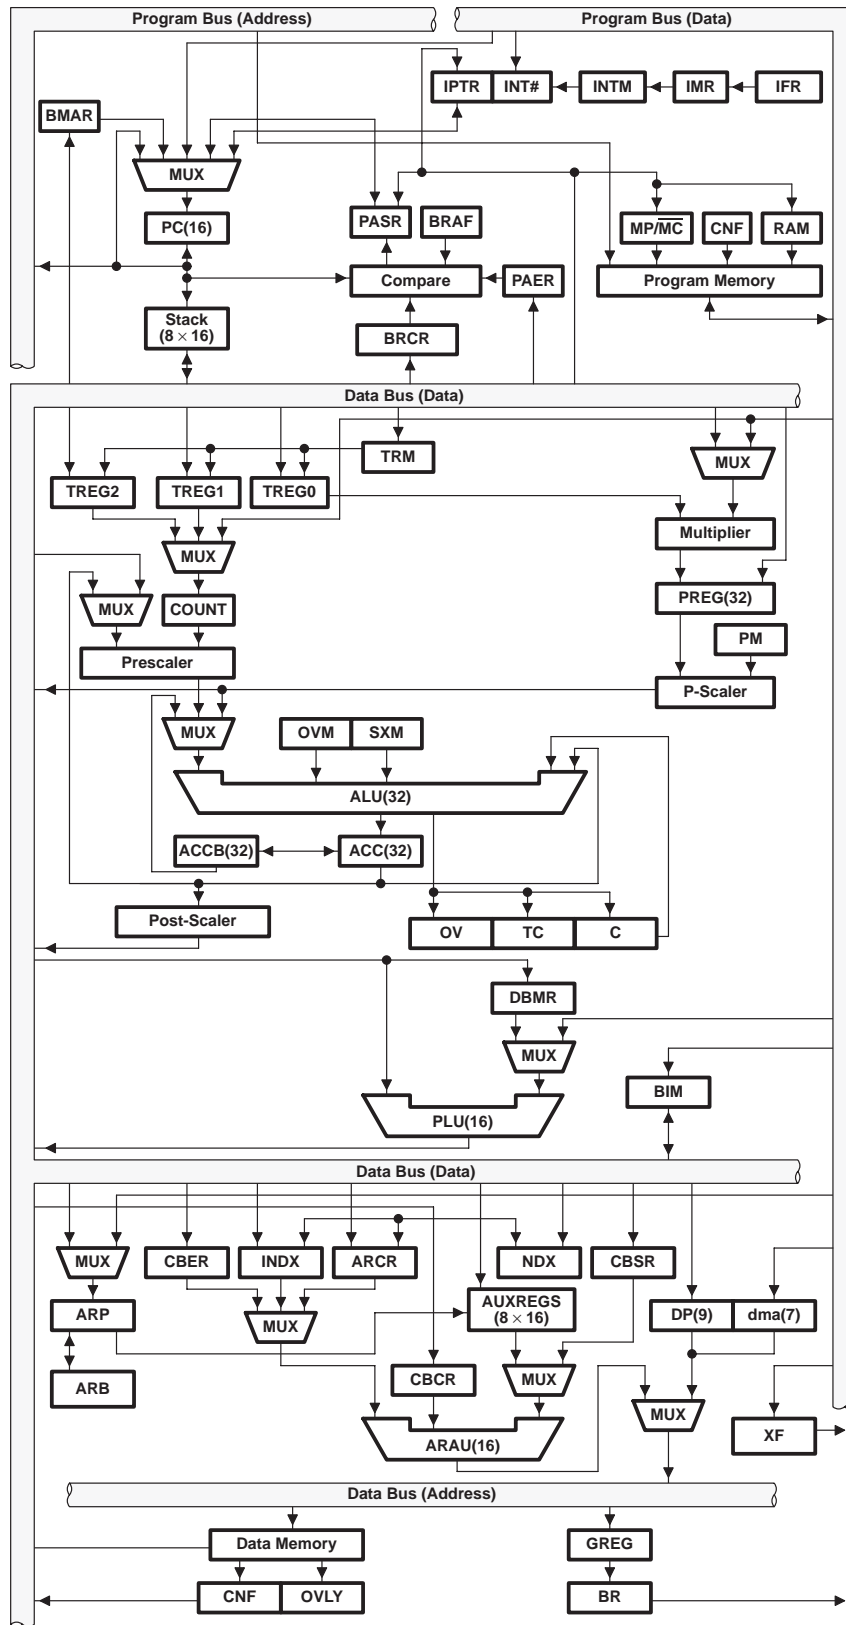 Program Bus (Address)
Program Bus (Data)
IPTR
INT#
INTM
IMR
IFR
BMAR
MUX
PC(16)
PASR
BRAF
MP/MC
CNF
RAM
Compare
PAER
Program Memory
Stack
(8 × 16)
BRCR
Data Bus (Data)
TRM
MUX
TREG2
TREG1
TREG0
Multiplier
MUX
MUX
COUNT
PREG(32)
PM
Prescaler
P-Scaler
MUX
OVM
SXM
ALU(32)
ACCB(32)
ACC(32)
Post-Scaler
OV
TC
C
DBMR
MUX
BIM
PLU(16)
Data Bus (Data)
MUX
CBER
INDX
ARCR
NDX
CBSR
ARP
MUX
AUXREGS
(8 × 16)
DP(9)
dma(7)
ARB
CBCR
MUX
MUX
ARAU(16)
XF
Data Bus (Address)
Data Memory
GREG
CNF
OVLY
BR